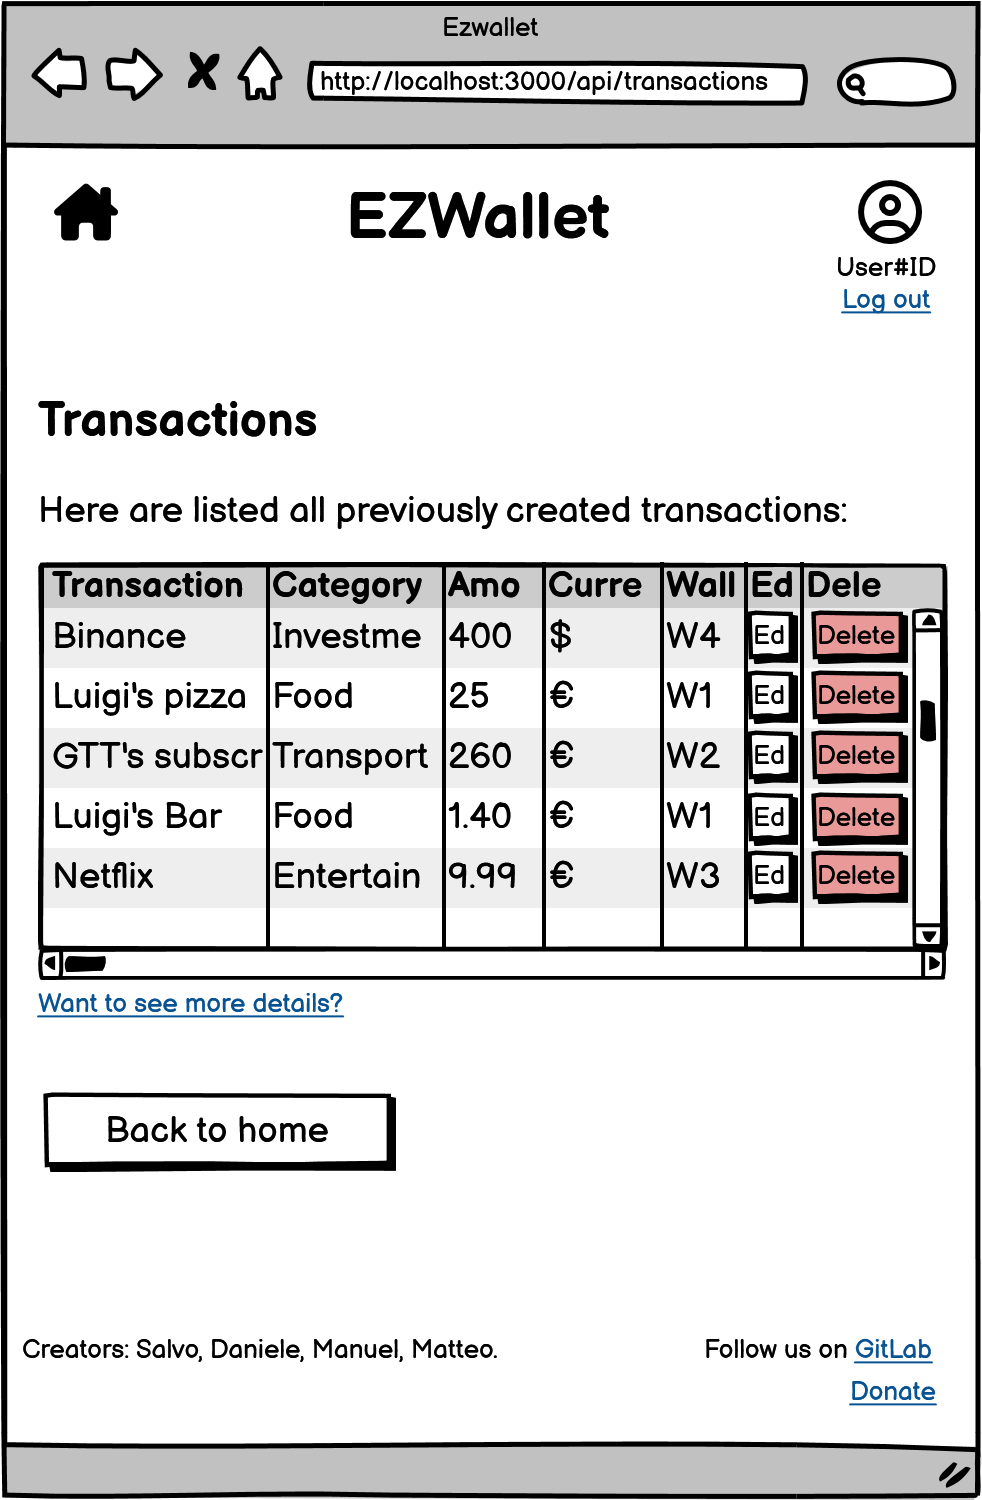 Ezwallet
http://localhost:3000/api/transactions
EZWallet
User#ID
Log out
Transactions
Here are listed all previously created transactions:
Transaction Category Amo Curre Wall Ed Dele
Binance Investme 400 $ W4 Ed Delete
Luigi's pizza Food 25 € W1 Ed Delete
GTT's subscr Transport 260 € W2 Ed Delete
Luigi's Bar Food 1.40 € W1 Ed Delete
Netflix Entertain 9.99 € W3 Ed Delete
Want to see more details?
Back to home
Creators: Salvo, Daniele, Manuel, Matteo. Follow us on GitLab
Donate